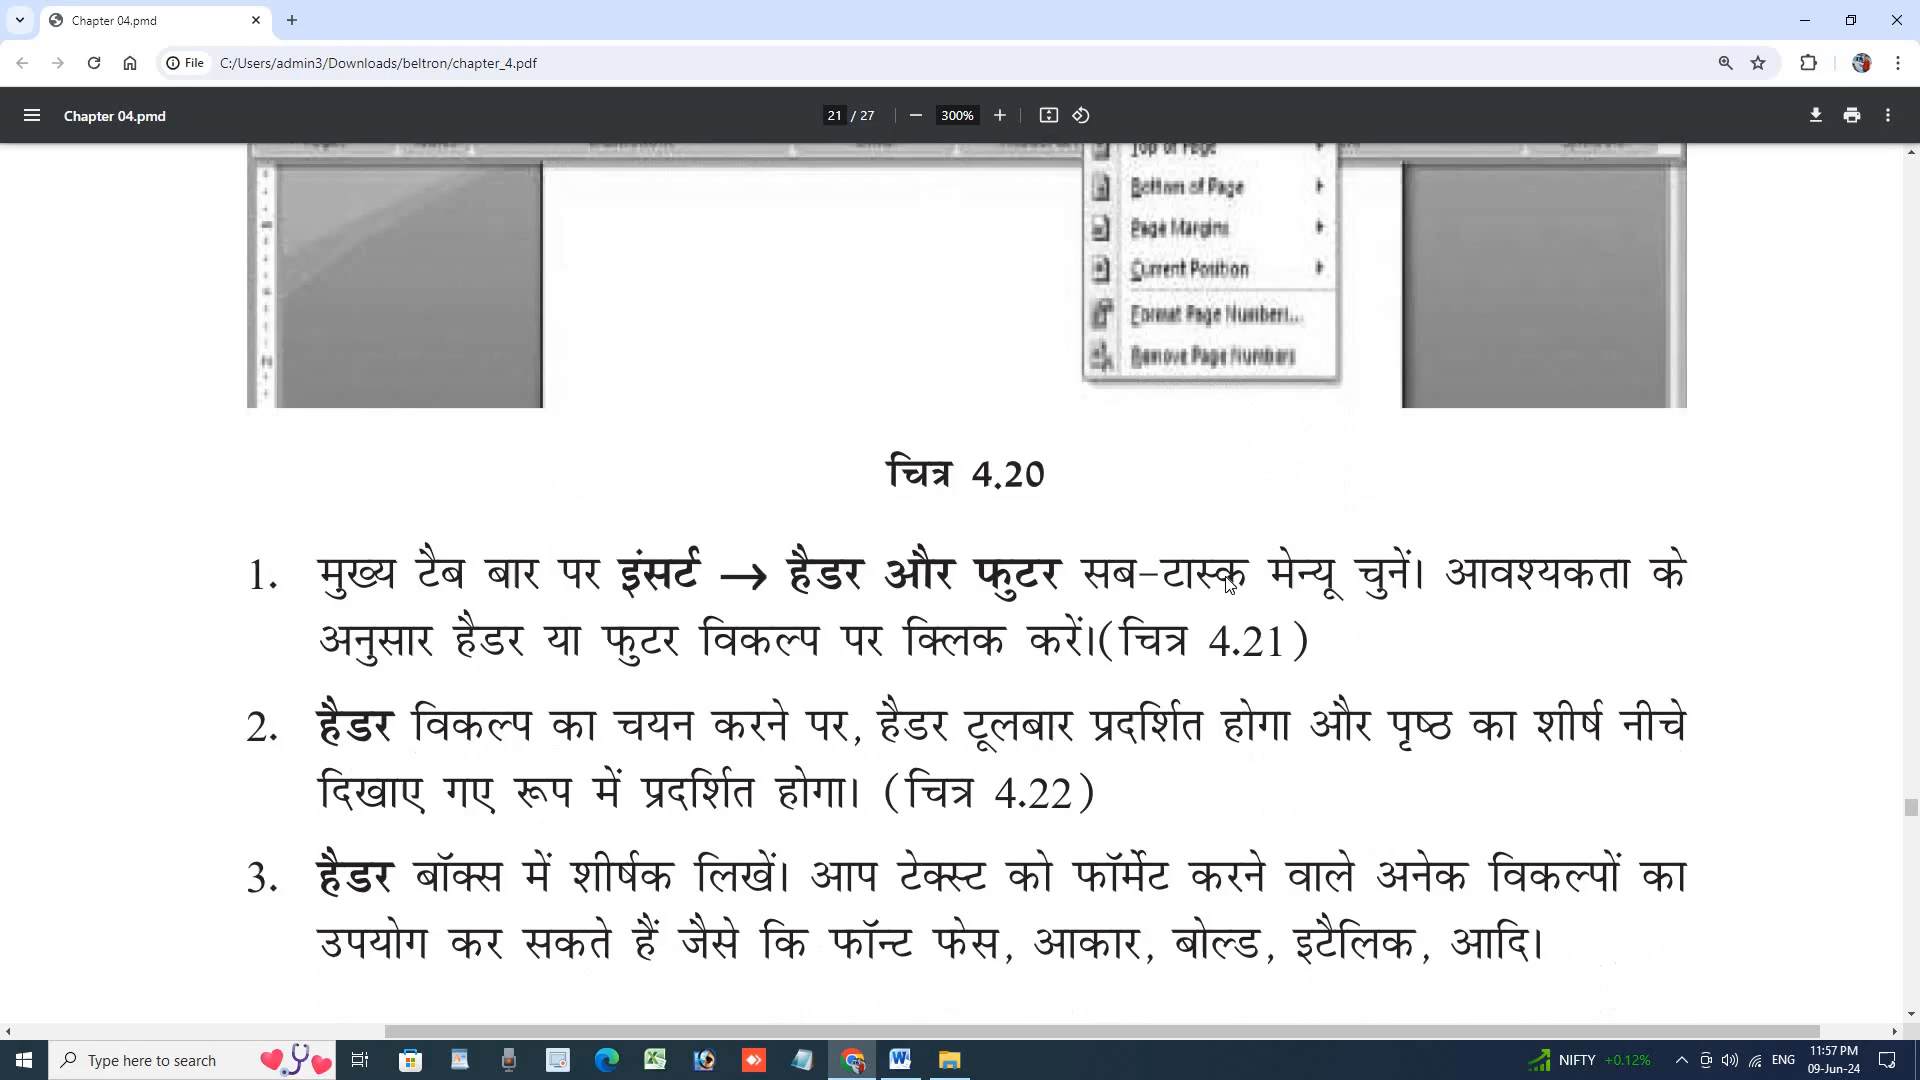 Chapter 04.pmd
File
C:/Users/admin3/Downloads/beltron/chapter_4.pdf
Chapter 04.pmd
21 / 27
300%
Top of Page
Bottom of Page
Page Margins
Current Position
Format Page Numbers...
Remove Page Numbers
चित्र 4.20
1. मुख्य टैब बार पर इंसर्ट → हैडर और फुटर सब-टास्क मेन्यू चुनें। आवश्यकता के
अनुसार हैडर या फुटर विकल्प पर क्लिक करें।(चित्र 4.21)
2. हैडर विकल्प का चयन करने पर, हैडर टूलबार प्रदर्शित होगा और पृष्ठ का शीर्ष नीचे
दिखाए गए रूप में प्रदर्शित होगा। (चित्र 4.22)
3. हैडर बॉक्स में शीर्षक लिखें। आप टेक्स्ट को फॉर्मेट करने वाले अनेक विकल्पों का
उपयोग कर सकते हैं जैसे कि फॉन्ट फेस, आकार, बोल्ड, इटैलिक, आदि।
Type here to search
NIFTY +0.12%
ENG
11:57 PM
09-Jun-24